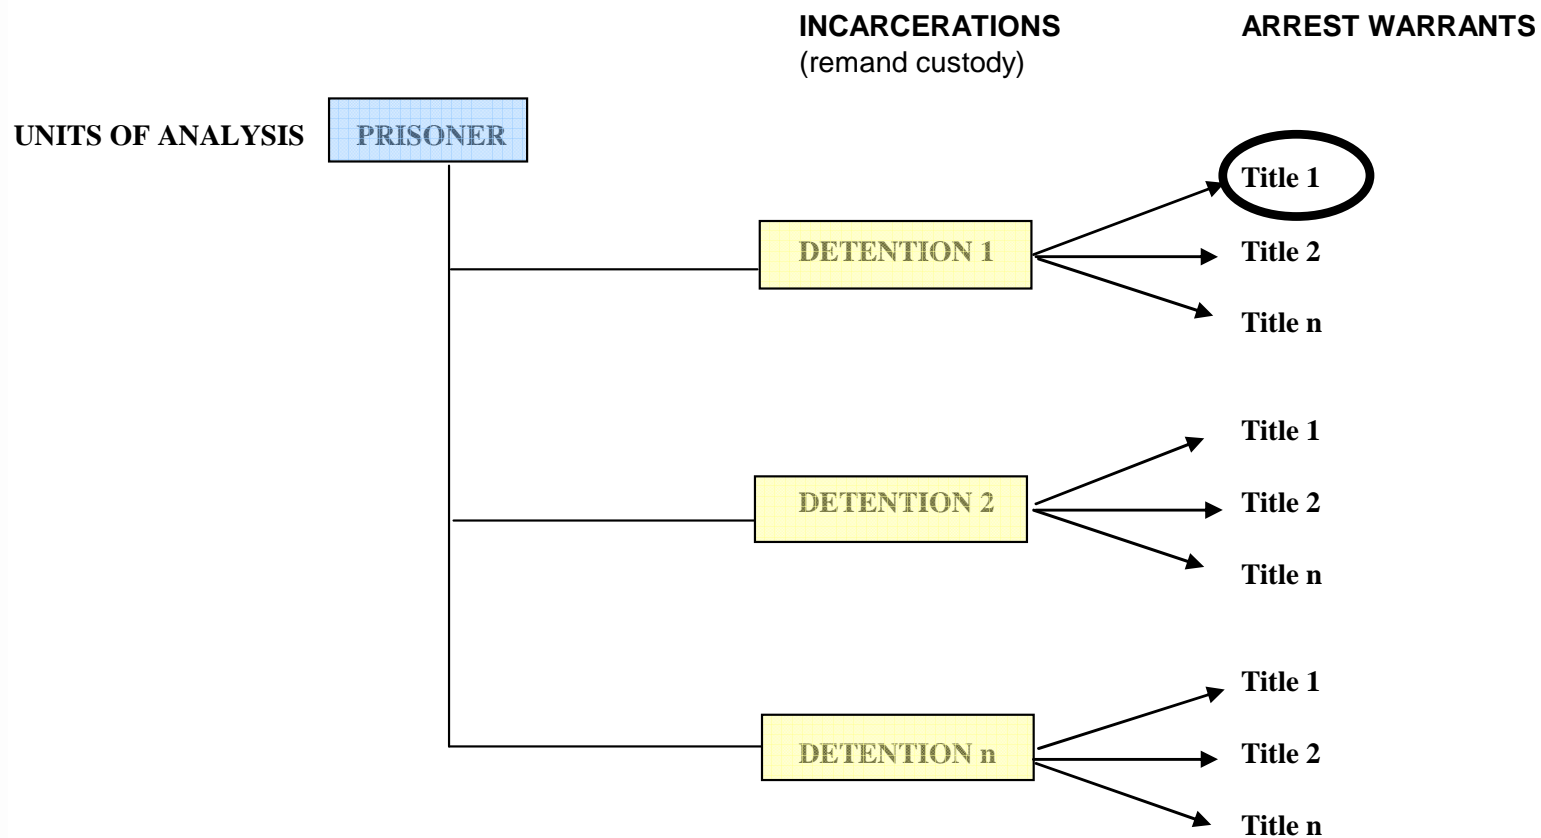 INCARCERATIONS ARREST WARRANTS
(remand custody)
UNITS OF ANALYSIS PRISONER
Title 1
DETENTION 1 Title 2
Title n
Title 1
DETENTION 2 Title 2
Title n
Title 1
DETENTION n Title 2
Title n